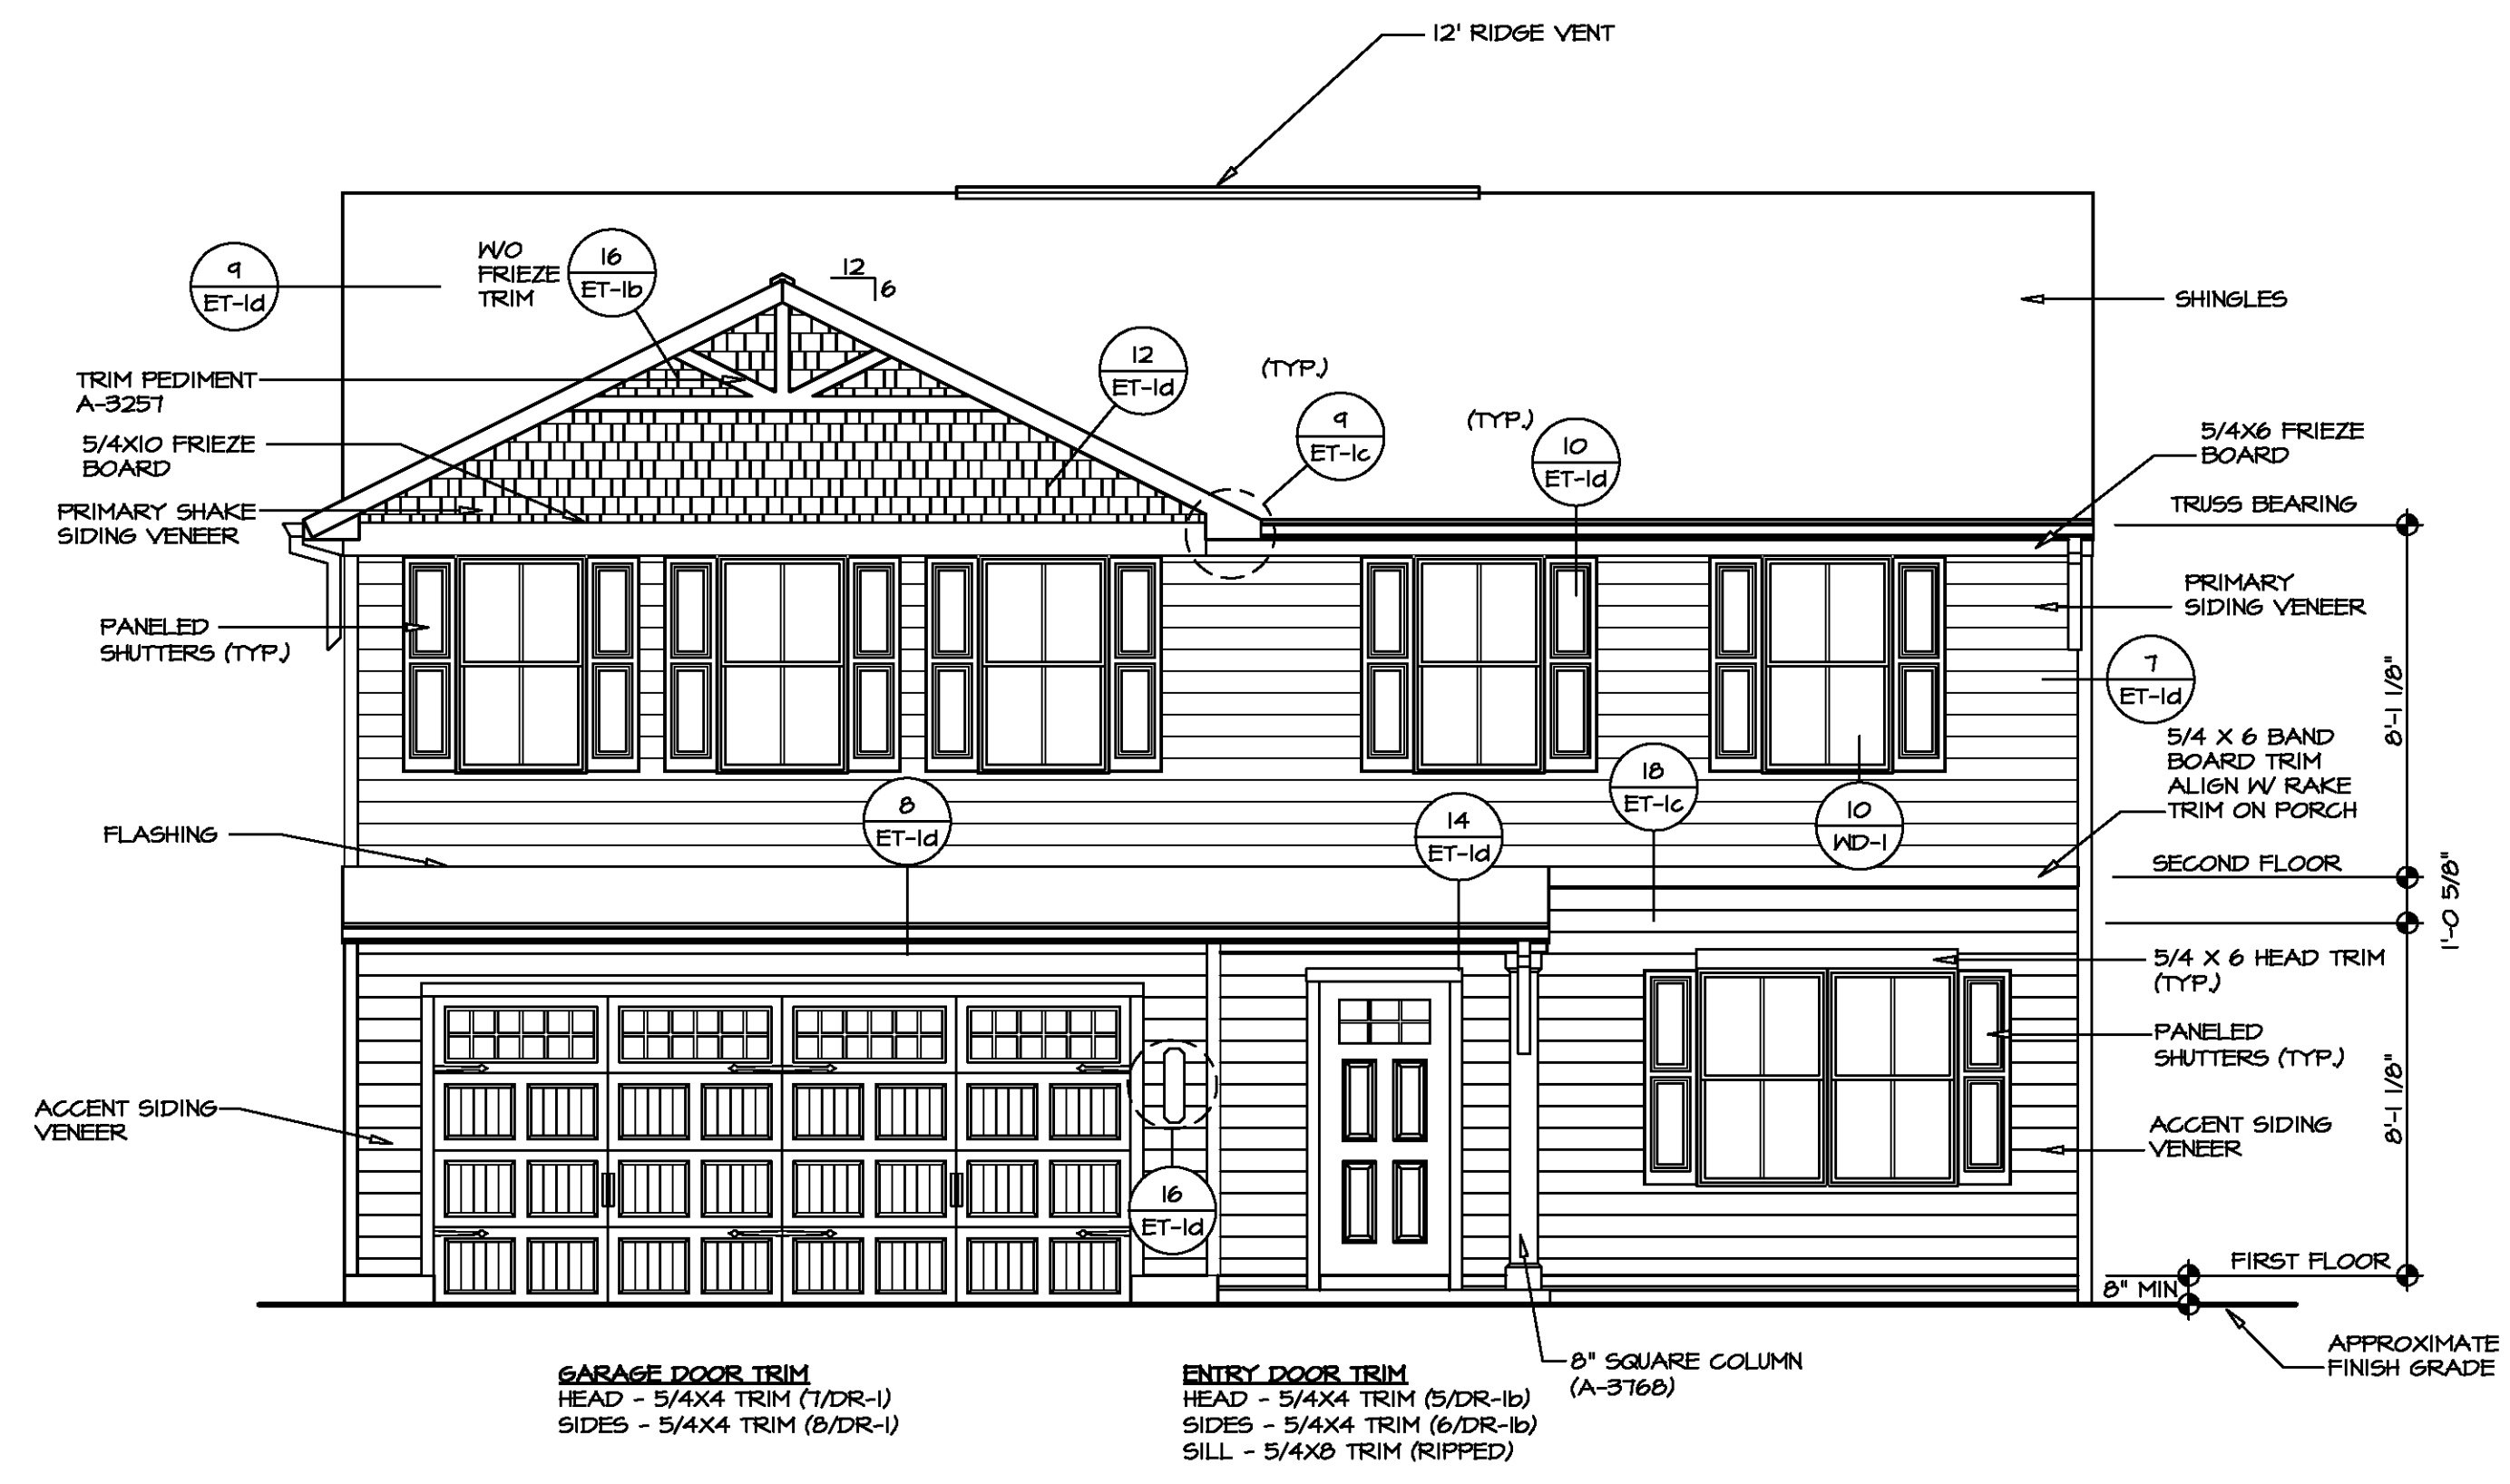 12' RIDGE VENT
9
ET-1d
W/O
FRIEZE
TRIM
16
ET-1b
12
6
SHINGLES
TRIM PEDIMENT
A-3257
12
ET-1d
(TYP.)
9
ET-1c
(TYP.)
10
ET-1d
5/4X10 FRIEZE
BOARD
5/4X6 FRIEZE
BOARD
PRIMARY SHAKE
SIDING VENEER
TRUSS BEARING
PRIMARY
SIDING VENEER
PANELED
SHUTTERS (TYP.)
7
ET-1d
8'-1 1/8"
5/4 X 6 BAND
BOARD TRIM
ALIGN W/ RAKE
TRIM ON PORCH
FLASHING
8
ET-1d
14
ET-1d
18
ET-1c
10
WD-1
SECOND FLOOR
1'-0 5/8"
5/4 X 6 HEAD TRIM
(TYP.)
PANELED
SHUTTERS (TYP.)
8'-1 1/8"
ACCENT SIDING
VENEER
ACCENT SIDING
VENEER
16
ET-1d
FIRST FLOOR
8" MIN
APPROXIMATE
FINISH GRADE
8" SQUARE COLUMN
(A-3768)
GARAGE DOOR TRIM
HEAD - 5/4X4 TRIM (7/DR-1)
SIDES - 5/4X4 TRIM (8/DR-1)
ENTRY DOOR TRIM
HEAD - 5/4X4 TRIM (5/DR-1b)
SIDES - 5/4X4 TRIM (6/DR-1b)
SILL - 5/4X8 TRIM (RIPPED)